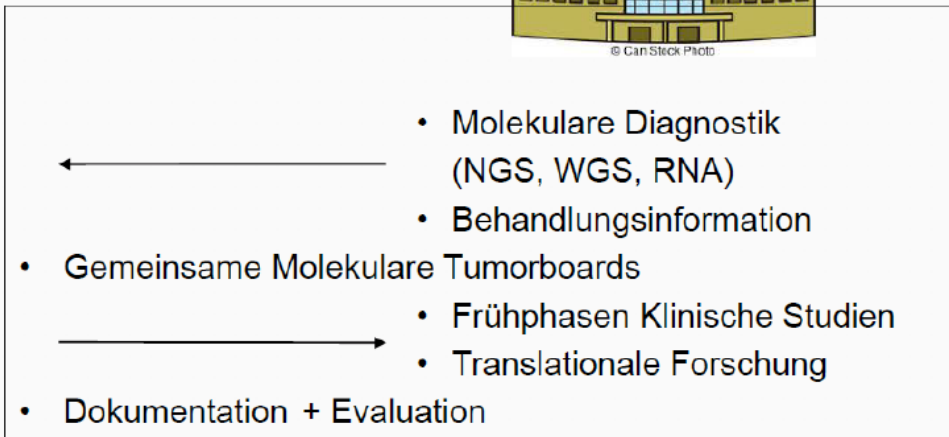 © Can Stock Photo
• Molekulare Diagnostik
(NGS, WGS, RNA)
• Behandlungsinformation
• Gemeinsame Molekulare Tumorboards
• Frühphasen Klinische Studien
• Translationale Forschung
• Dokumentation + Evaluation